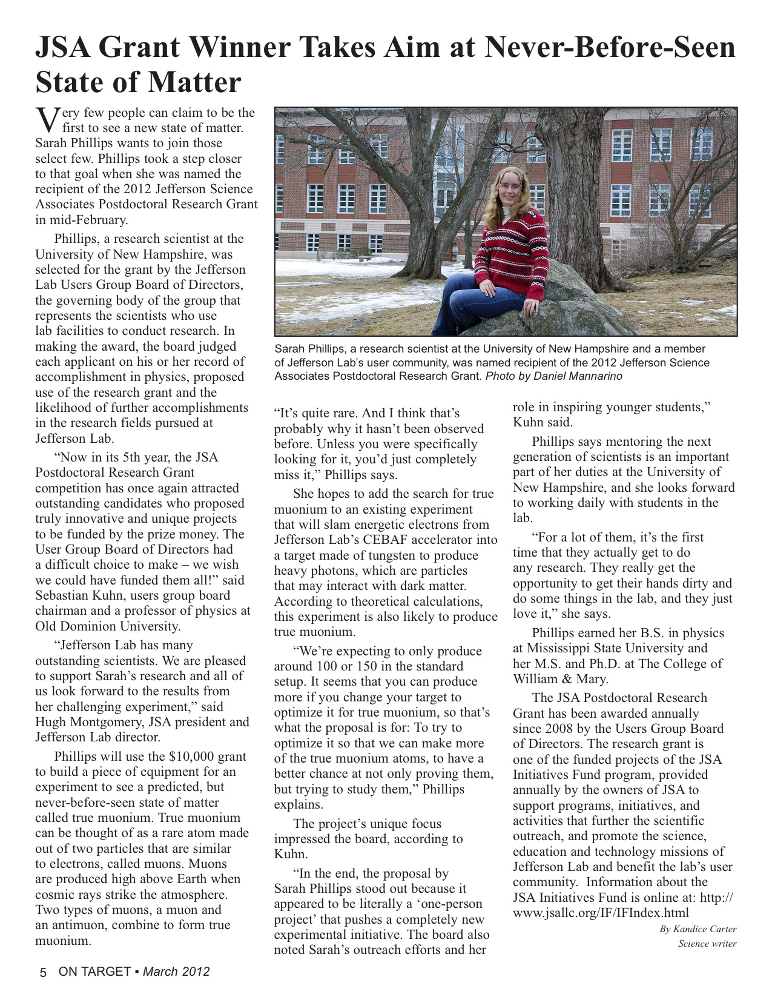 JSA Grant Winner Takes Aim at Never-Before-Seen
State of Matter
Very few people can claim to be the
first to see a new state of matter.
Sarah Phillips wants to join those
select few. Phillips took a step closer
to that goal when she was named the
recipient of the 2012 Jefferson Science
Associates Postdoctoral Research Grant
in mid-February.
Phillips, a research scientist at the
University of New Hampshire, was
selected for the grant by the Jefferson
Lab Users Group Board of Directors,
the governing body of the group that
represents the scientists who use
lab facilities to conduct research. In
making the award, the board judged
each applicant on his or her record of
accomplishment in physics, proposed
use of the research grant and the
likelihood of further accomplishments
in the research fields pursued at
Jefferson Lab.
“Now in its 5th year, the JSA
Postdoctoral Research Grant
competition has once again attracted
outstanding candidates who proposed
truly innovative and unique projects
to be funded by the prize money. The
User Group Board of Directors had
a difficult choice to make – we wish
we could have funded them all!” said
Sebastian Kuhn, users group board
chairman and a professor of physics at
Old Dominion University.
“Jefferson Lab has many
outstanding scientists. We are pleased
to support Sarah’s research and all of
us look forward to the results from
her challenging experiment,” said
Hugh Montgomery, JSA president and
Jefferson Lab director.
Phillips will use the $10,000 grant
to build a piece of equipment for an
experiment to see a predicted, but
never-before-seen state of matter
called true muonium. True muonium
can be thought of as a rare atom made
out of two particles that are similar
to electrons, called muons. Muons
are produced high above Earth when
cosmic rays strike the atmosphere.
Two types of muons, a muon and
an antimuon, combine to form true
muonium.
Sarah Phillips, a research scientist at the University of New Hampshire and a member
of Jefferson Lab’s user community, was named recipient of the 2012 Jefferson Science
Associates Postdoctoral Research Grant. Photo by Daniel Mannarino
“It’s quite rare. And I think that’s
probably why it hasn’t been observed
before. Unless you were specifically
looking for it, you’d just completely
miss it,” Phillips says.
She hopes to add the search for true
muonium to an existing experiment
that will slam energetic electrons from
Jefferson Lab’s CEBAF accelerator into
a target made of tungsten to produce
heavy photons, which are particles
that may interact with dark matter.
According to theoretical calculations,
this experiment is also likely to produce
true muonium.
“We’re expecting to only produce
around 100 or 150 in the standard
setup. It seems that you can produce
more if you change your target to
optimize it for true muonium, so that’s
what the proposal is for: To try to
optimize it so that we can make more
of the true muonium atoms, to have a
better chance at not only proving them,
but trying to study them,” Phillips
explains.
The project’s unique focus
impressed the board, according to
Kuhn.
“In the end, the proposal by
Sarah Phillips stood out because it
appeared to be literally a ‘one-person
project’ that pushes a completely new
experimental initiative. The board also
noted Sarah’s outreach efforts and her
role in inspiring younger students,”
Kuhn said.
Phillips says mentoring the next
generation of scientists is an important
part of her duties at the University of
New Hampshire, and she looks forward
to working daily with students in the
lab.
“For a lot of them, it’s the first
time that they actually get to do
any research. They really get the
opportunity to get their hands dirty and
do some things in the lab, and they just
love it,” she says.
Phillips earned her B.S. in physics
at Mississippi State University and
her M.S. and Ph.D. at The College of
William & Mary.
The JSA Postdoctoral Research
Grant has been awarded annually
since 2008 by the Users Group Board
of Directors. The research grant is
one of the funded projects of the JSA
Initiatives Fund program, provided
annually by the owners of JSA to
support programs, initiatives, and
activities that further the scientific
outreach, and promote the science,
education and technology missions of
Jefferson Lab and benefit the lab’s user
community.  Information about the
JSA Initiatives Fund is online at: http://
www.jsallc.org/IF/IFIndex.html
By Kandice Carter
Science writer
5 ON TARGET • March 2012